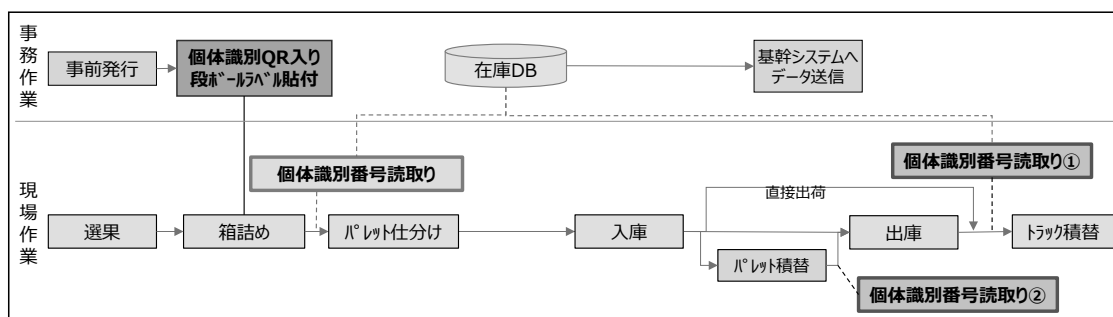 事務作業
事前発行
個体識別QR入り
段ﾎﾞｰﾙﾗﾍﾞﾙ貼付
在庫DB
基幹システムへ
データ送信
現場作業
個体識別番号読取り
個体識別番号読取り①
直接出荷
選果
箱詰め
ﾊﾟﾚｯﾄ仕分け
入庫
出庫
ﾄﾗｯｸ積替
ﾊﾟﾚｯﾄ積替
個体識別番号読取り②